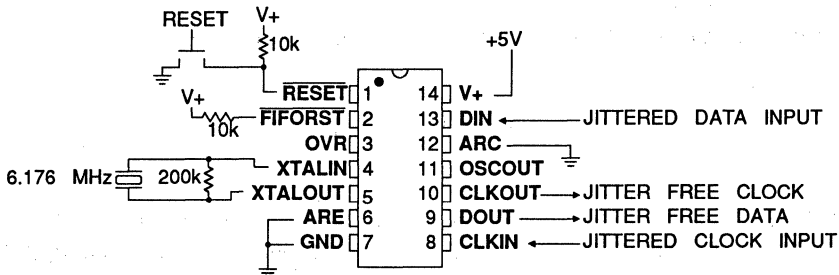 RESET
V+
10k
+5V
RESET 1
14 V+
V+
10k
FIFORST 2
13 DIN JITTERED DATA INPUT
OVR 3
12 ARC
6.176 MHz
200k
XTALIN 4
11 OSCOUT
XTALOUT 5
10 CLKOUT JITTER FREE CLOCK
ARE 6
9 DOUT JITTER FREE DATA
GND 7
8 CLKIN JITTERED CLOCK INPUT